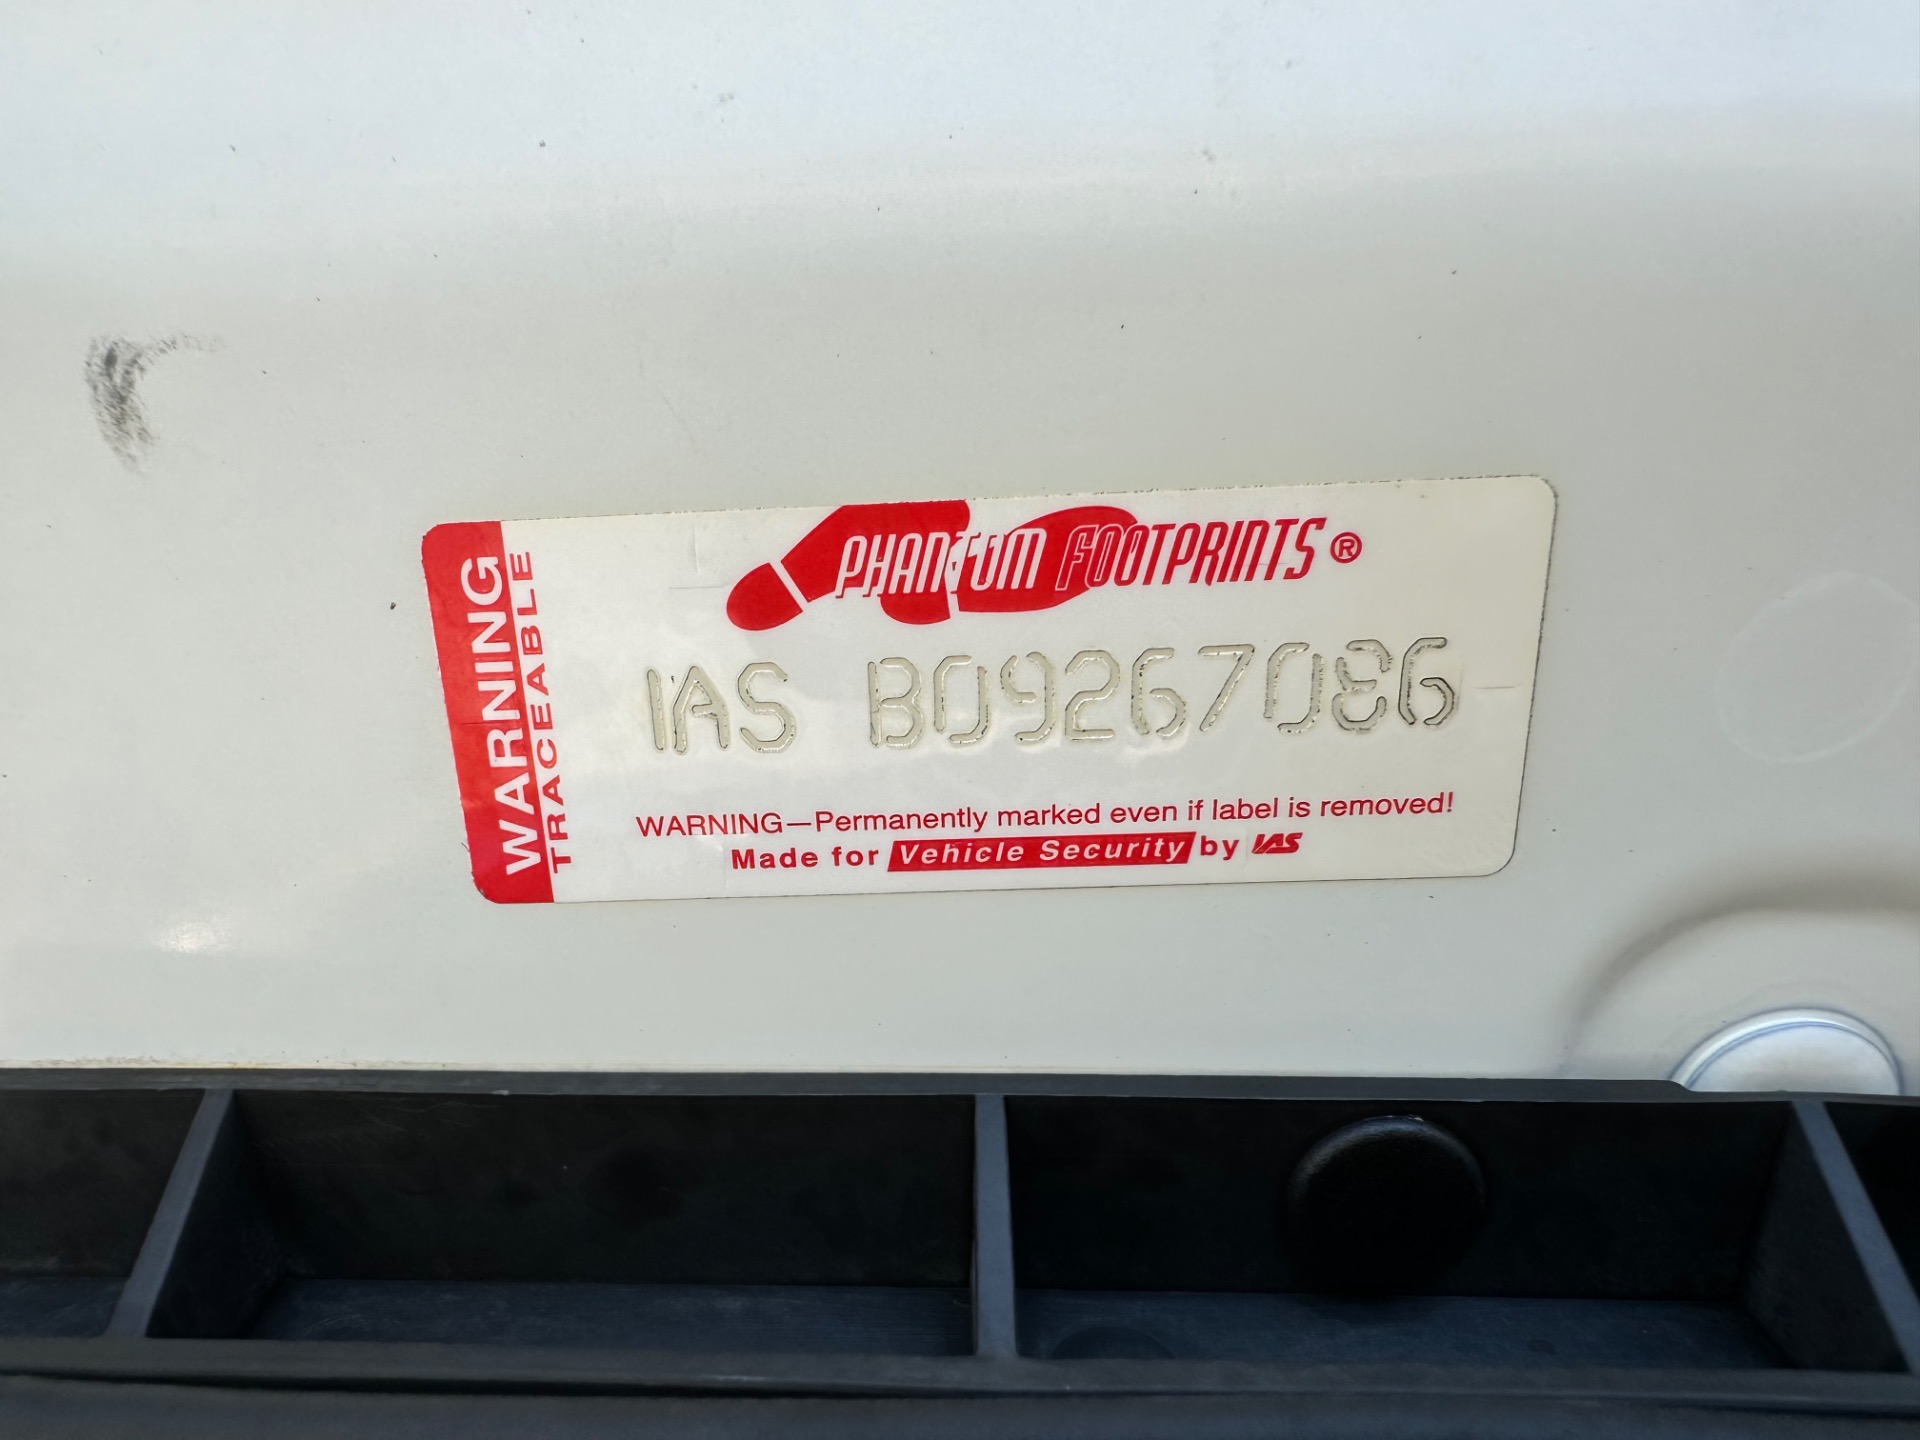 WARNING
TRACEABLE
PHANTOM FOOTPRINTS®
IAS B09267086
WARNING—Permanently marked even if label is removed!
Made for Vehicle Security by IAS